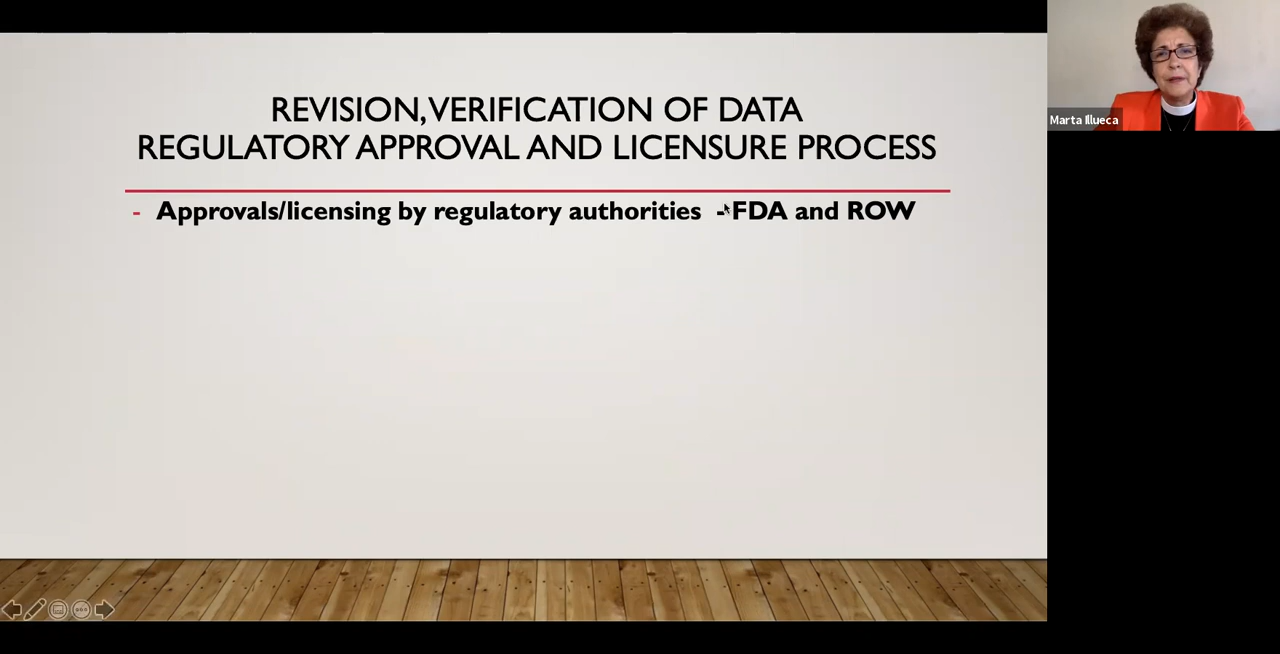 REVISION, VERIFICATION OF DATA
REGULATORY APPROVAL AND LICENSURE PROCESS
- Approvals/licensing by regulatory authorities - FDA and ROW
Marta Illueca